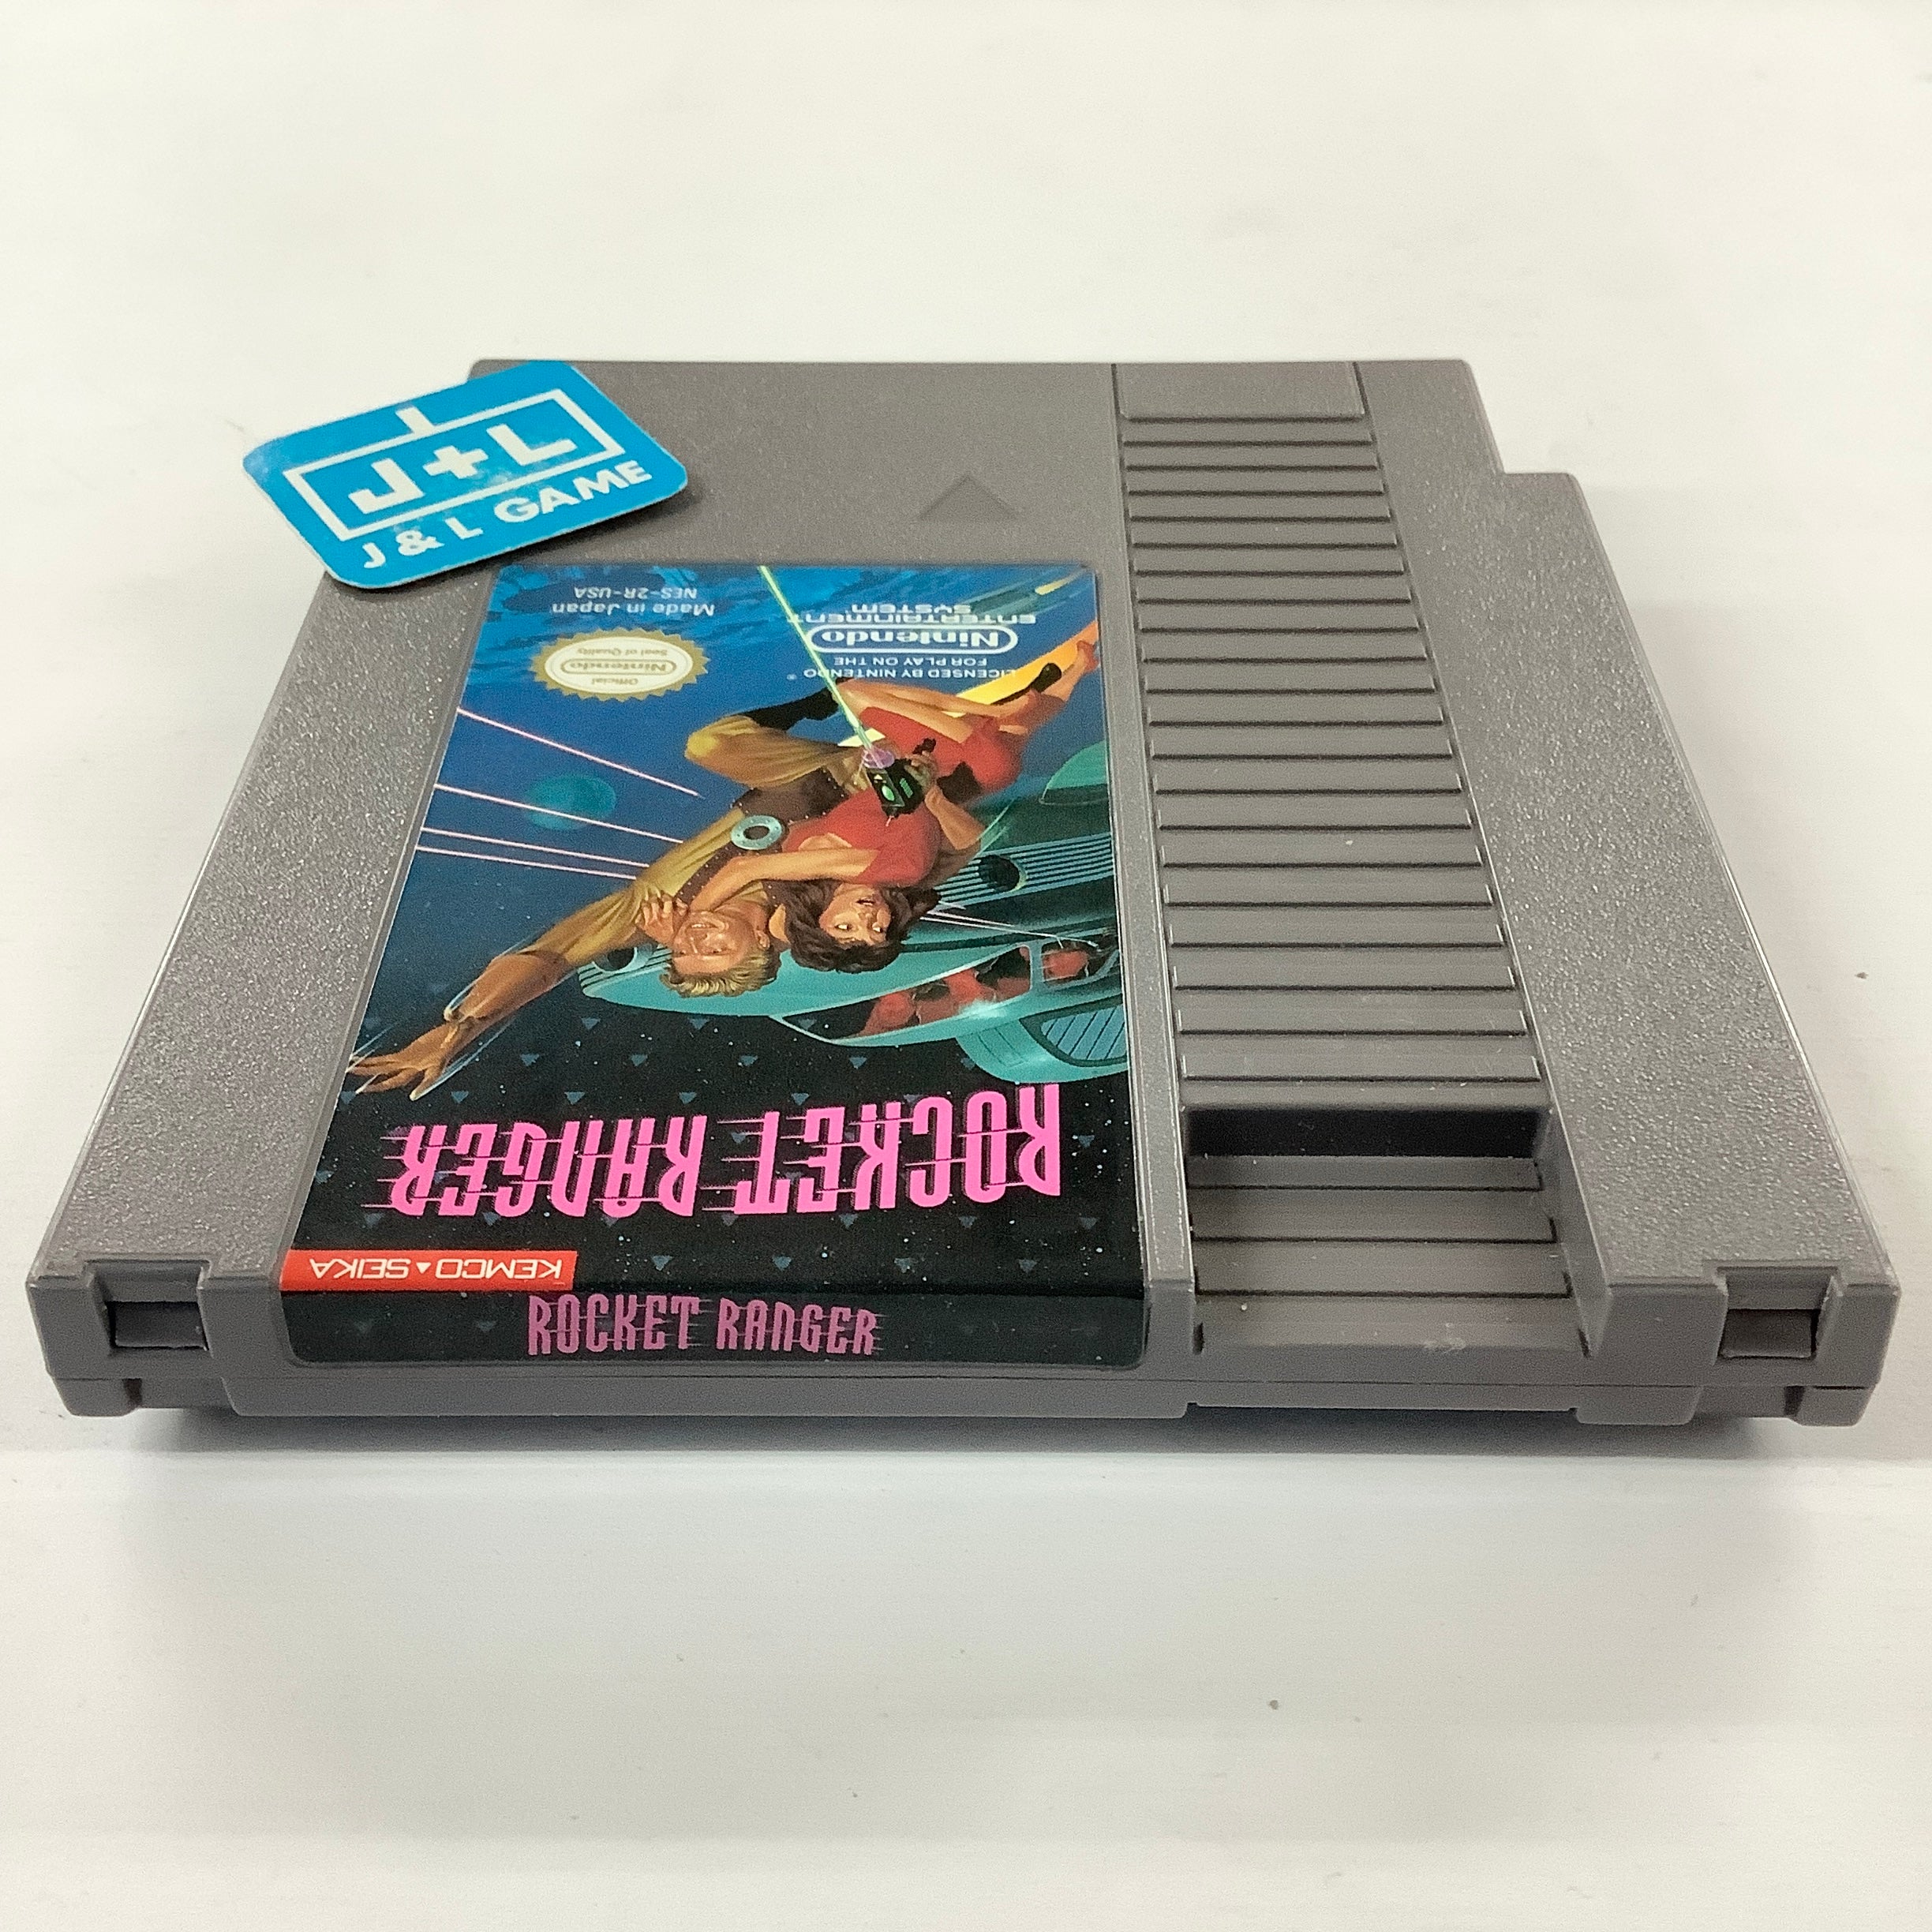 J+L
J & L GAME
Made in Japan
NES-2R-USA
Official
Nintendo
Seal of Quality
LICENSED BY NINTENDO®
FOR PLAY ON THE
Nintendo
ENTERTAINMENT
SYSTEM
ROCKET RANGER
KEMCO▲SEIKA
ROCKET RANGER